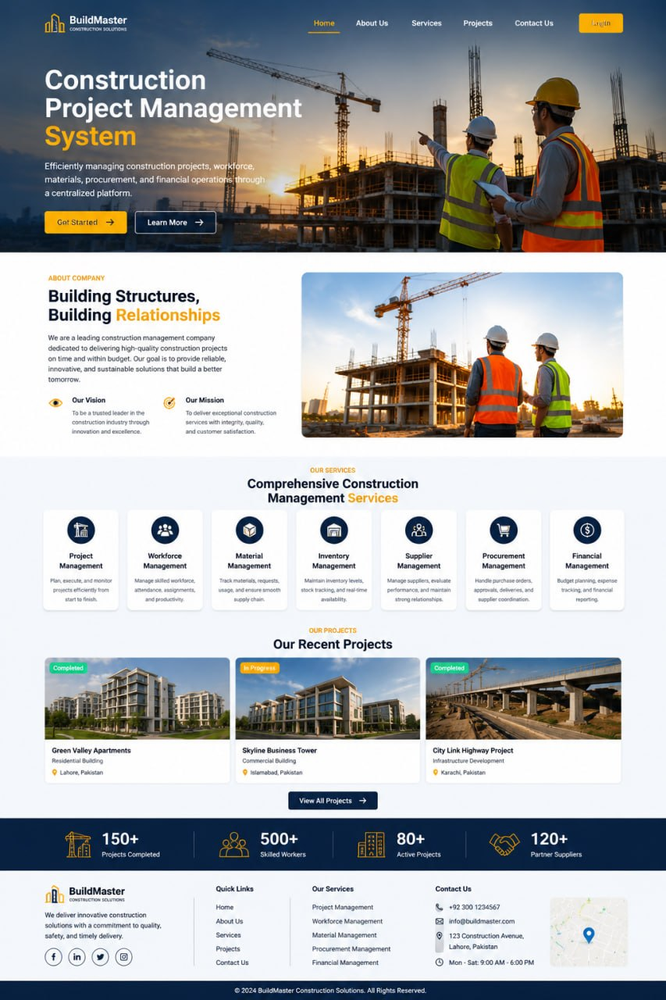 BuildMaster
CONSTRUCTION SOLUTIONS
Home
About Us
Services
Projects
Contact Us
Login
Construction
Project Management
System
Efficiently managing construction projects, workforce,
materials, procurement, and financial operations through
a centralized platform.
Get Started
Learn More
ABOUT COMPANY
Building Structures,
Building Relationships
We are a leading construction management company
dedicated to delivering high-quality construction projects
on time and within budget. Our goal is to provide reliable,
innovative, and sustainable solutions that build a better
tomorrow.
Our Vision
To be a trusted leader in the
construction industry through
innovation and excellence.
Our Mission
To deliver exceptional construction
services with integrity, quality,
and customer satisfaction.
OUR SERVICES
Comprehensive Construction
Management Services
Project
Management
Plan, execute, and monitor
projects efficiently from
start to finish.
Workforce
Management
Manage skilled workforce,
attendance, assignments,
and productivity.
Material
Management
Track materials, requests,
usage, and ensure smooth
supply chain.
Inventory
Management
Maintain inventory levels,
stock tracking, and real-time
availability.
Supplier
Management
Manage suppliers, evaluate
performance, and maintain
strong relationships.
Procurement
Management
Handle purchase orders,
approvals, deliveries, and
supplier coordination.
Financial
Management
Budget planning, expense
tracking, and financial
reporting.
OUR PROJECTS
Our Recent Projects
Completed
Green Valley Apartments
Residential Building
Lahore, Pakistan
In Progress
Skyline Business Tower
Commercial Building
Islamabad, Pakistan
Completed
City Link Highway Project
Infrastructure Development
Karachi, Pakistan
View All Projects
150+
Projects Completed
500+
Skilled Workers
80+
Active Projects
120+
Partner Suppliers
BuildMaster
CONSTRUCTION SOLUTIONS
We deliver innovative construction
solutions with a commitment to quality,
safety, and timely delivery.
Quick Links
Home
About Us
Services
Projects
Contact Us
Our Services
Project Management
Workforce Management
Material Management
Procurement Management
Financial Management
Contact Us
+92 300 1234567
info@buildmaster.com
123 Construction Avenue,
Lahore, Pakistan
Mon - Sat: 9:00 AM - 6:00 PM
© 2024 BuildMaster Construction Solutions. All Rights Reserved.